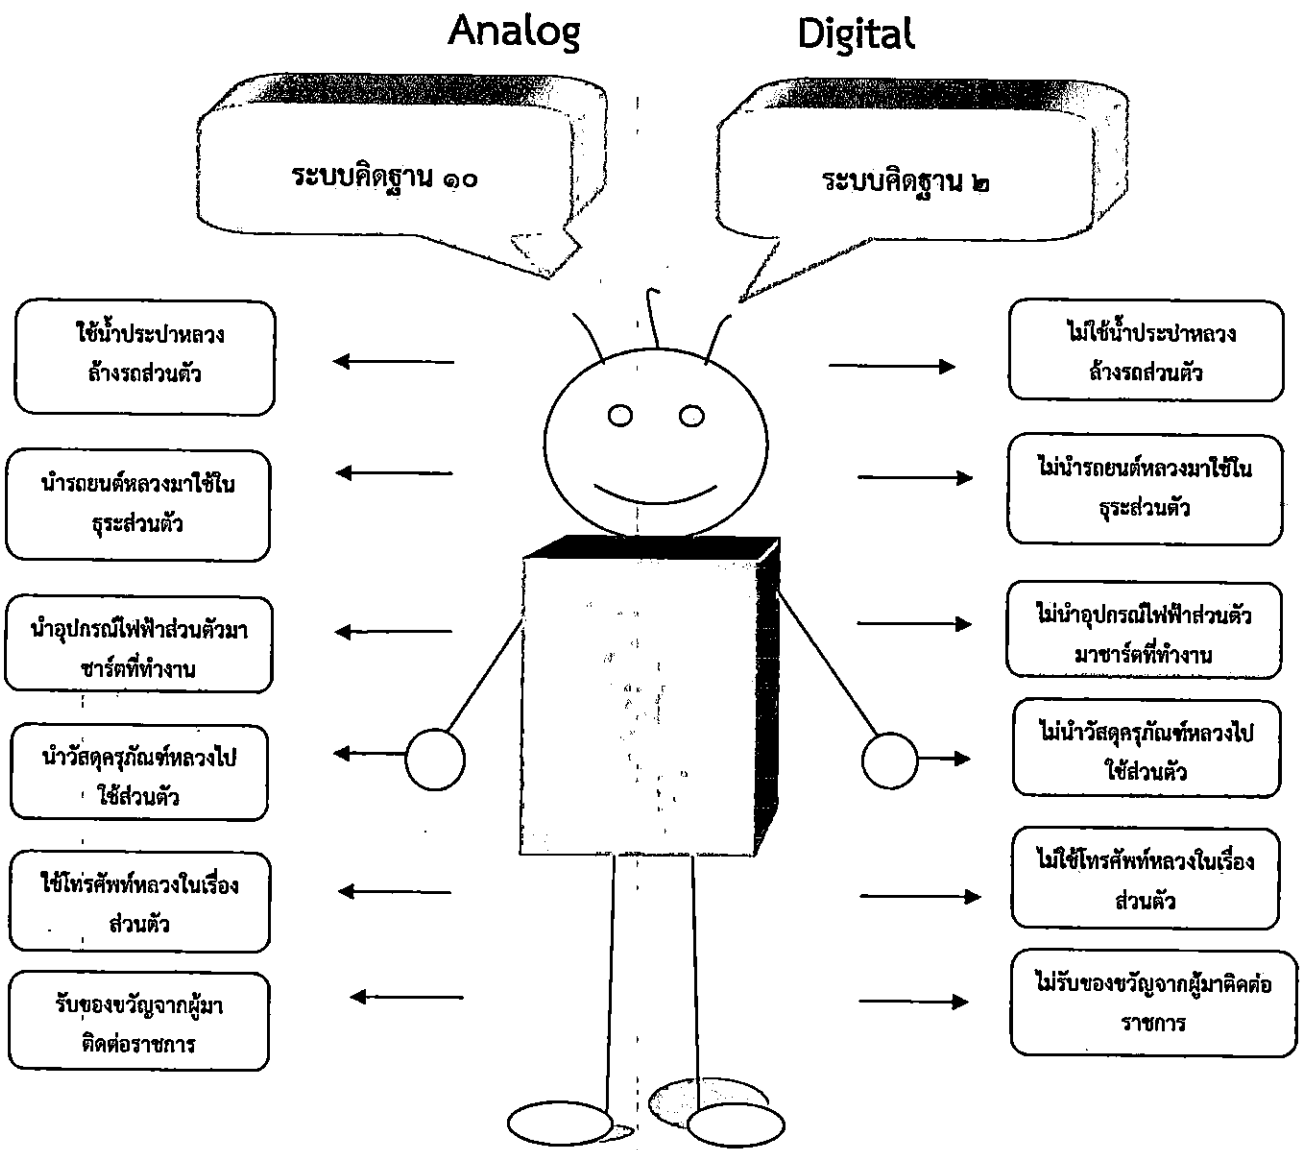 Analog
Digital
ระบบคิดฐาน ๑๐
ระบบคิดฐาน ๒
ใช้น้ำประปาหลวง
ล้างรถส่วนตัว
ไม่ใช้น้ำประปาหลวง
ล้างรถส่วนตัว
นำรถยนต์หลวงมาใช้ใน
ธุระส่วนตัว
ไม่นำรถยนต์หลวงมาใช้ใน
ธุระส่วนตัว
นำอุปกรณ์ไฟฟ้าส่วนตัวมา
ชาร์ตที่ทำงาน
ไม่นำอุปกรณ์ไฟฟ้าส่วนตัว
มาชาร์ตที่ทำงาน
นำวัสดุครุภัณฑ์หลวงไป
ใช้ส่วนตัว
ไม่นำวัสดุครุภัณฑ์หลวงไป
ใช้ส่วนตัว
ใช้โทรศัพท์หลวงในเรื่อง
ส่วนตัว
ไม่ใช้โทรศัพท์หลวงในเรื่อง
ส่วนตัว
รับของขวัญจากผู้มา
ติดต่อราชการ
ไม่รับของขวัญจากผู้มาติดต่อ
ราชการ